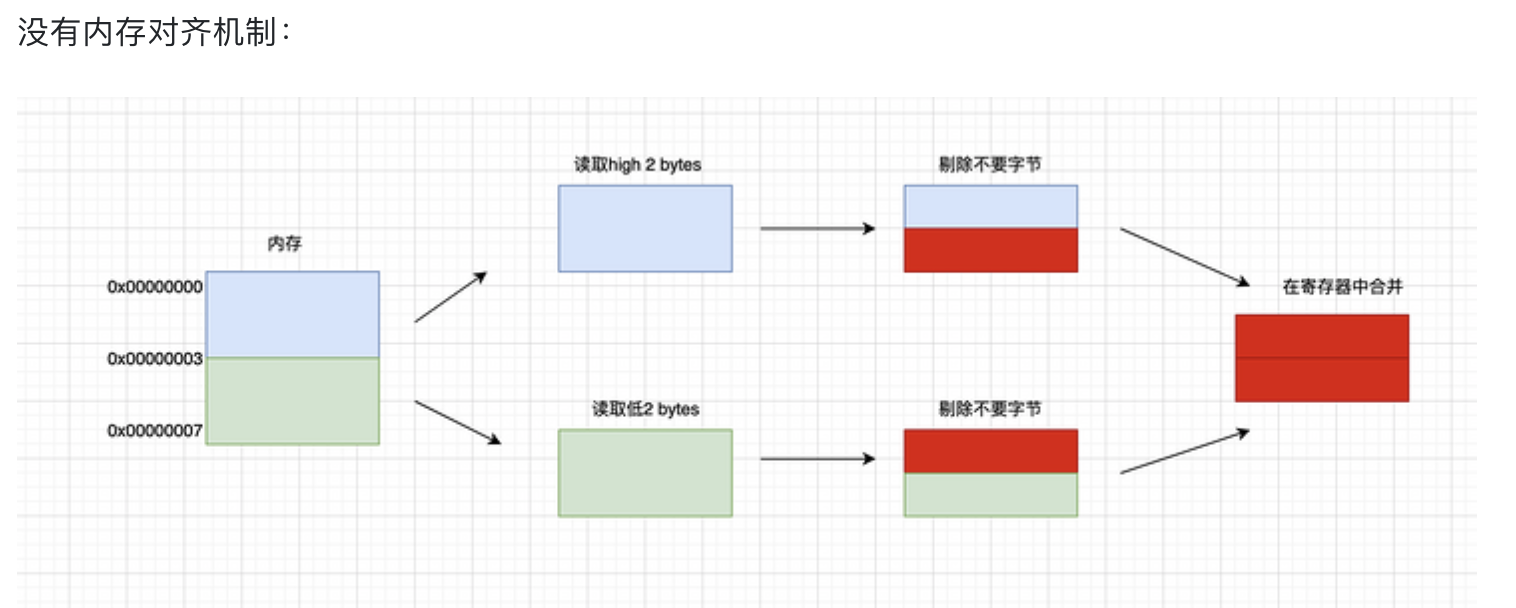 没有内存对齐机制：
读取high 2 bytes
剔除不要字节
内存
0x00000000
在寄存器中合并
0x00000003
读取低2 bytes
剔除不要字节
0x00000007